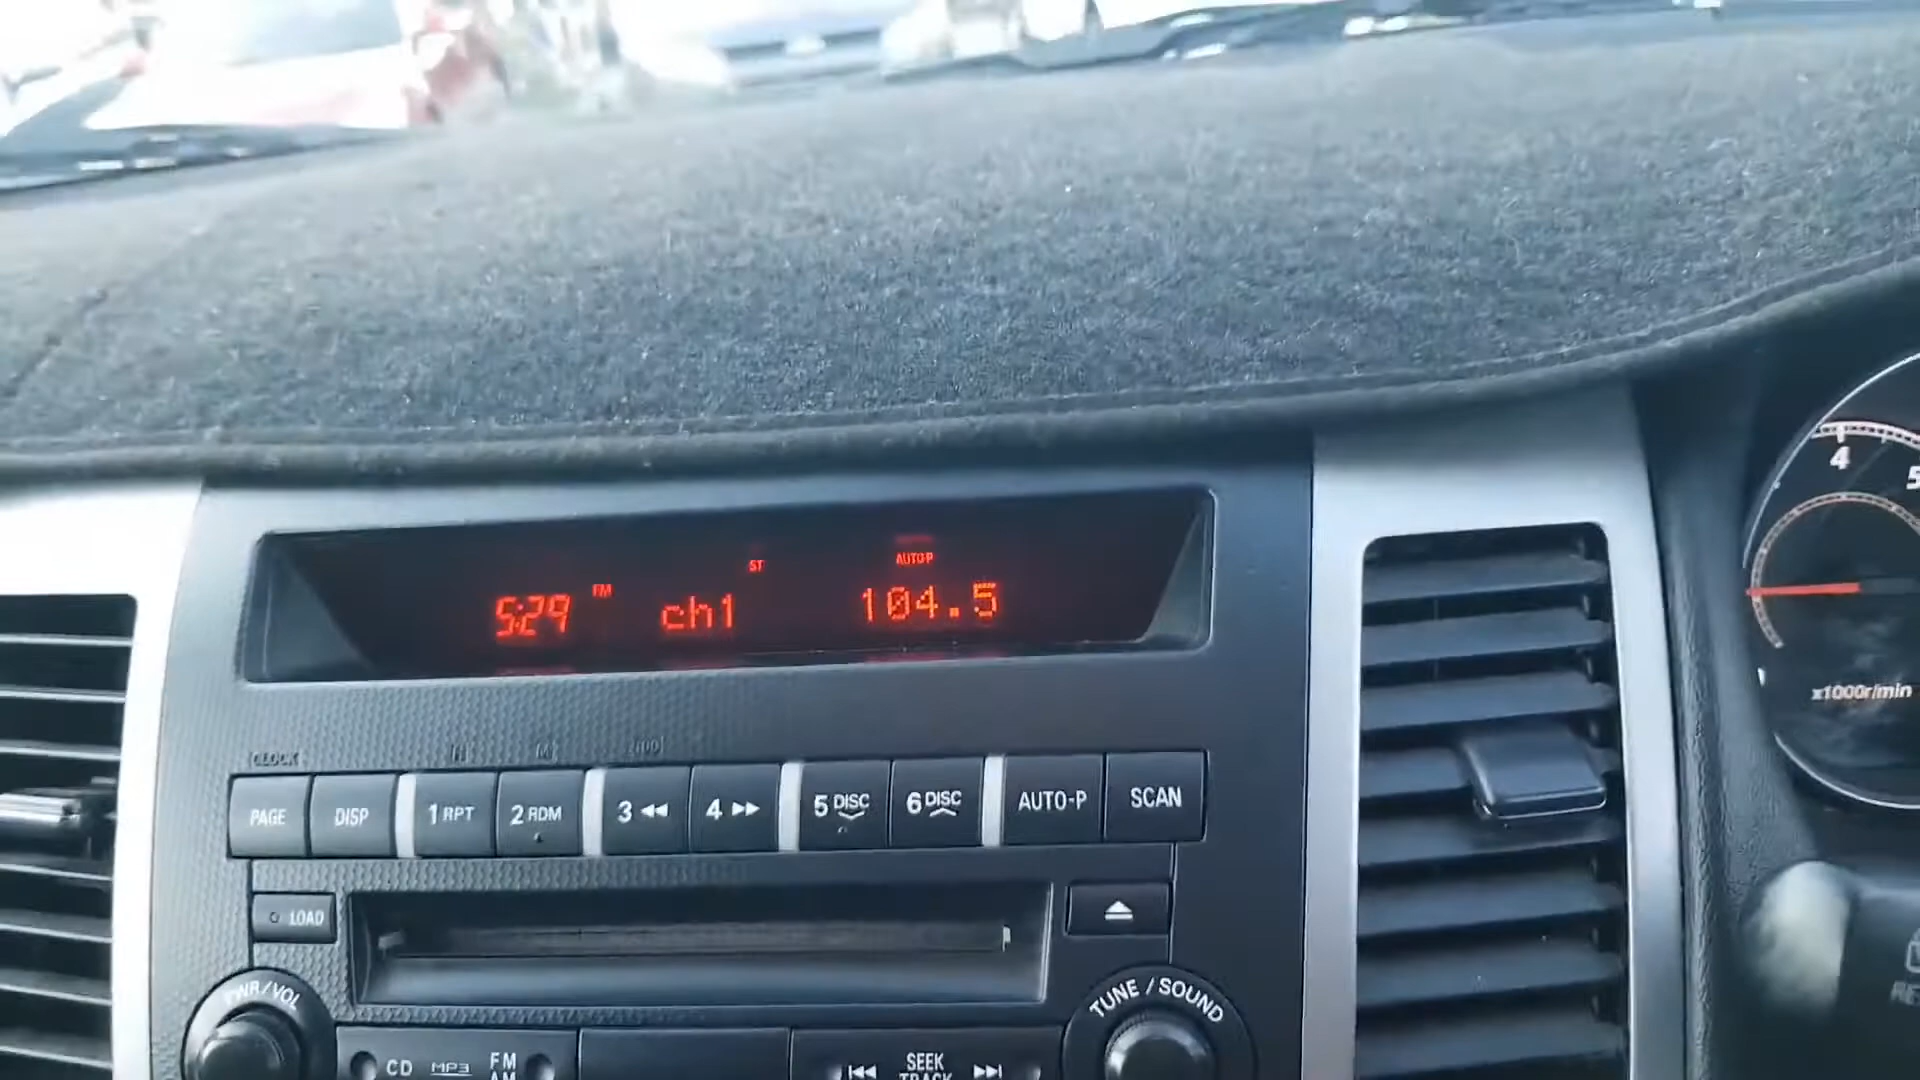 ST AUTO-P
5:29 FM ch1 104.5
4 5
x1000r/min
CLOCK H M
PAGE DISP 1 RPT 2 RDM 3 ◀◀ 4 ▶▶ 5 DISC 6 DISC AUTO-P SCAN
LOAD
PWR/VOL TUNE / SOUND
CD MP3 FM AM SEEK TRACK